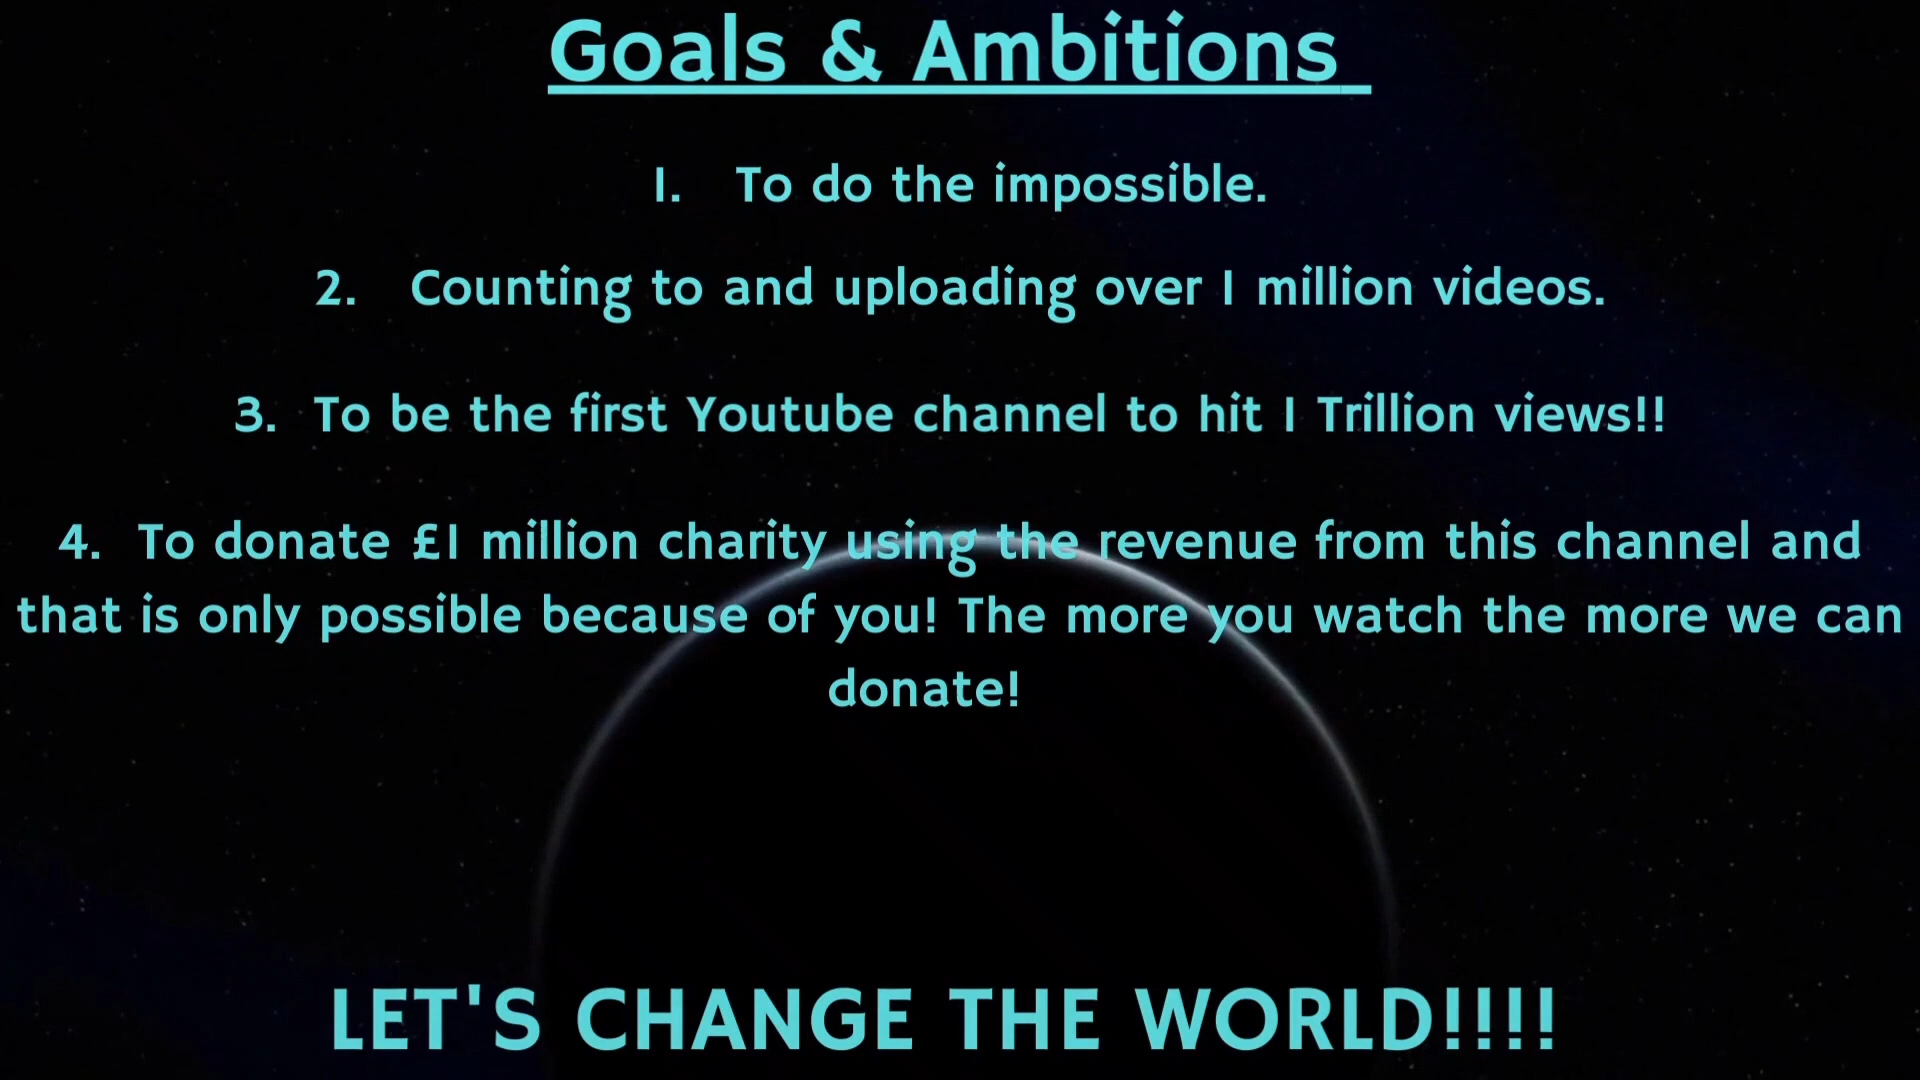 Goals & Ambitions
1. To do the impossible.
2. Counting to and uploading over 1 million videos.
3. To be the first Youtube channel to hit 1 Trillion views!!
4. To donate £1 million charity using the revenue from this channel and
that is only possible because of you! The more you watch the more we can
donate!
LET'S CHANGE THE WORLD!!!!